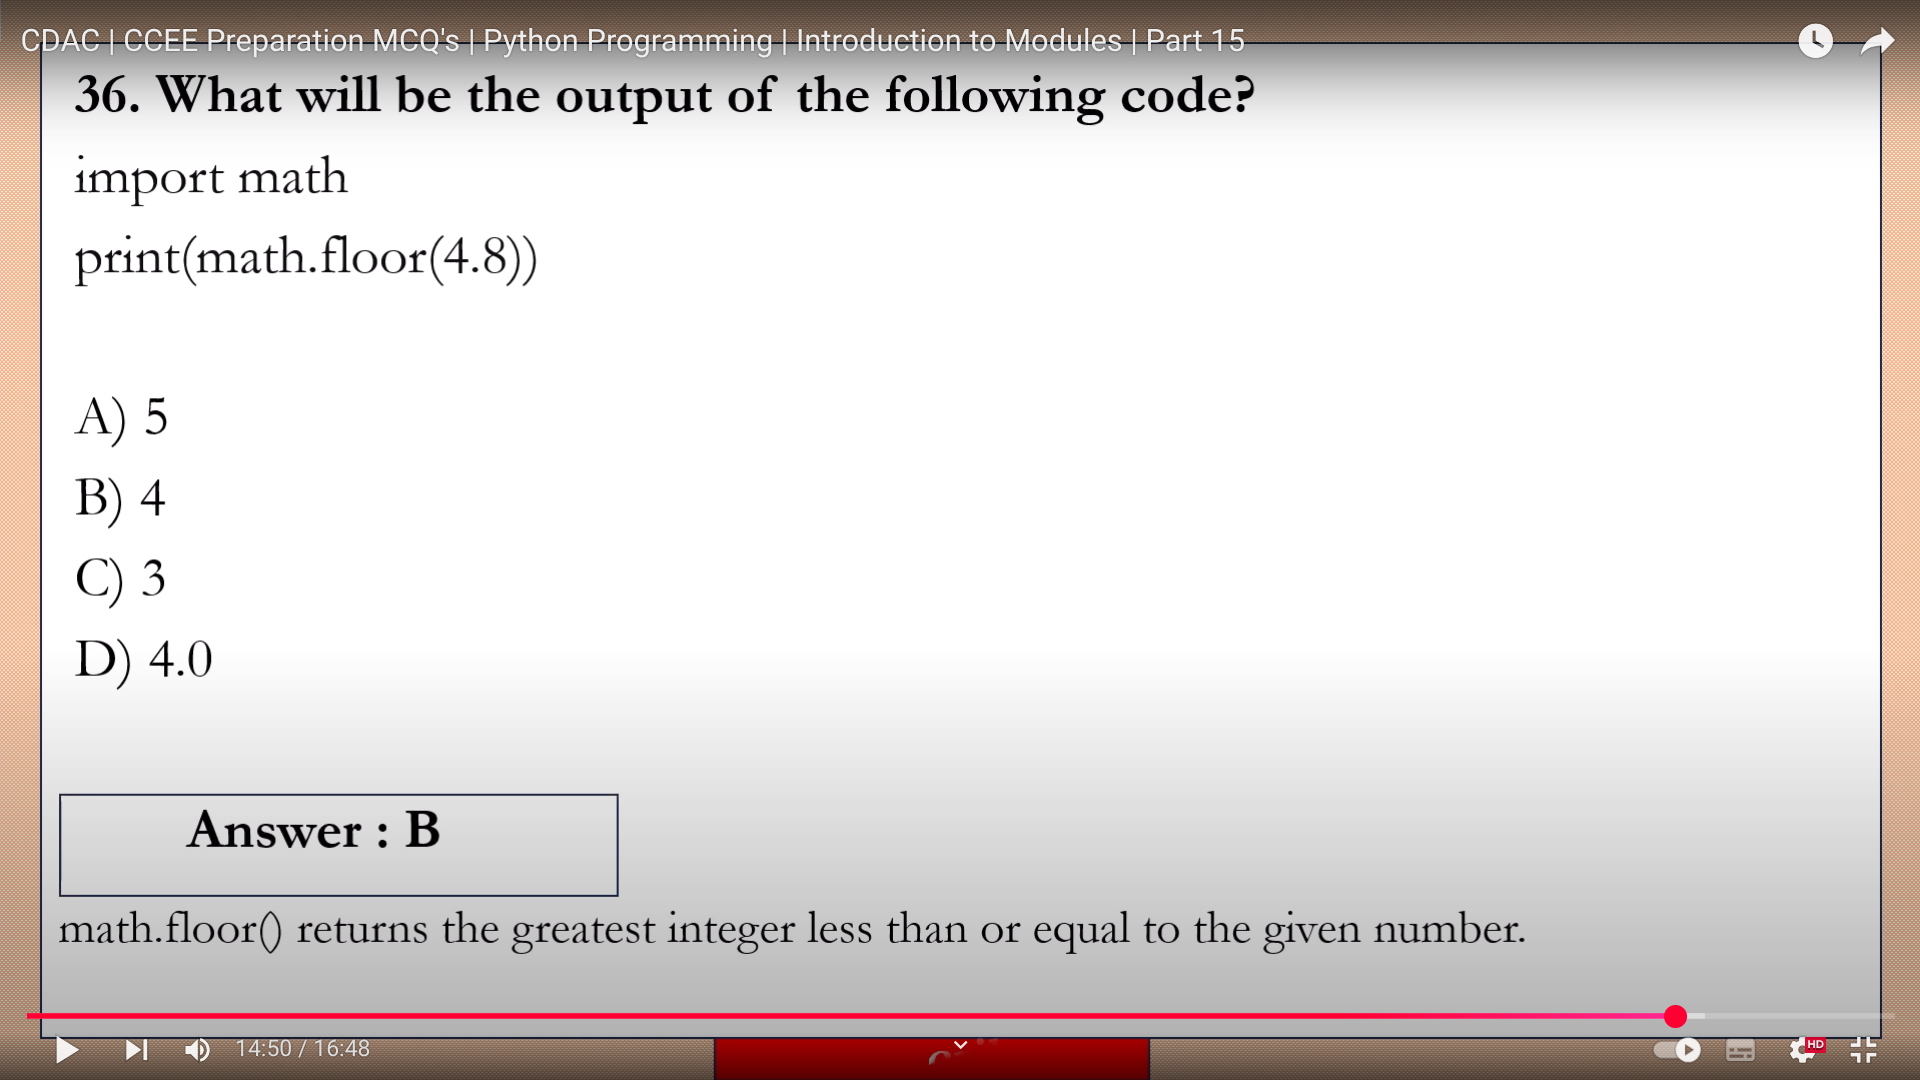 CDAC | CCEE Preparation MCQ's | Python Programming | Introduction to Modules | Part 15
36. What will be the output of the following code?
import math
print(math.floor(4.8))
A) 5
B) 4
C) 3
D) 4.0
Answer : B
math.floor() returns the greatest integer less than or equal to the given number.
14:50 / 16:48
HD